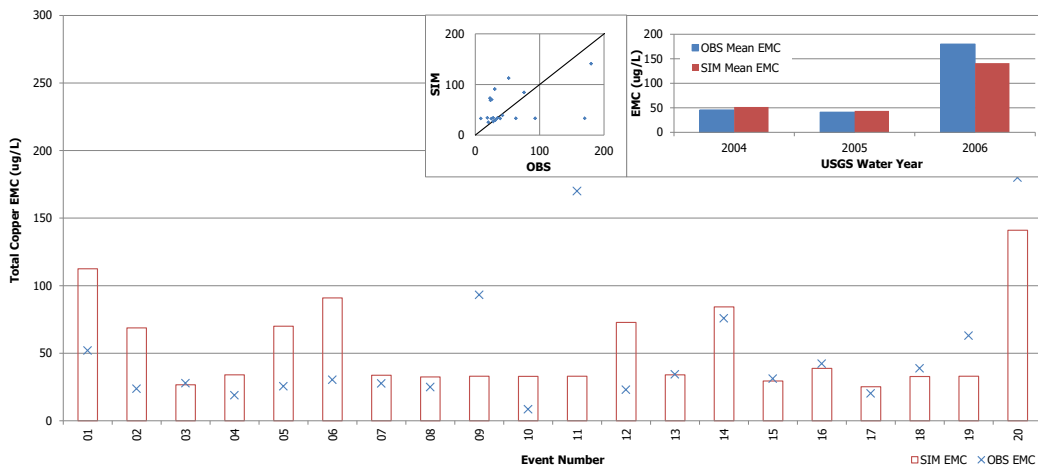 300
250
200
150
100
50
0
Total Copper EMC (ug/L)
01 02 03 04 05 06 07 08 09 10 11 12 13 14 15 16 17 18 19 20
Event Number
SIM EMC OBS EMC
200
100
0
SIM
0 100 200
OBS
200
150
100
50
0
EMC (ug/L)
OBS Mean EMC
SIM Mean EMC
2004 2005 2006
USGS Water Year